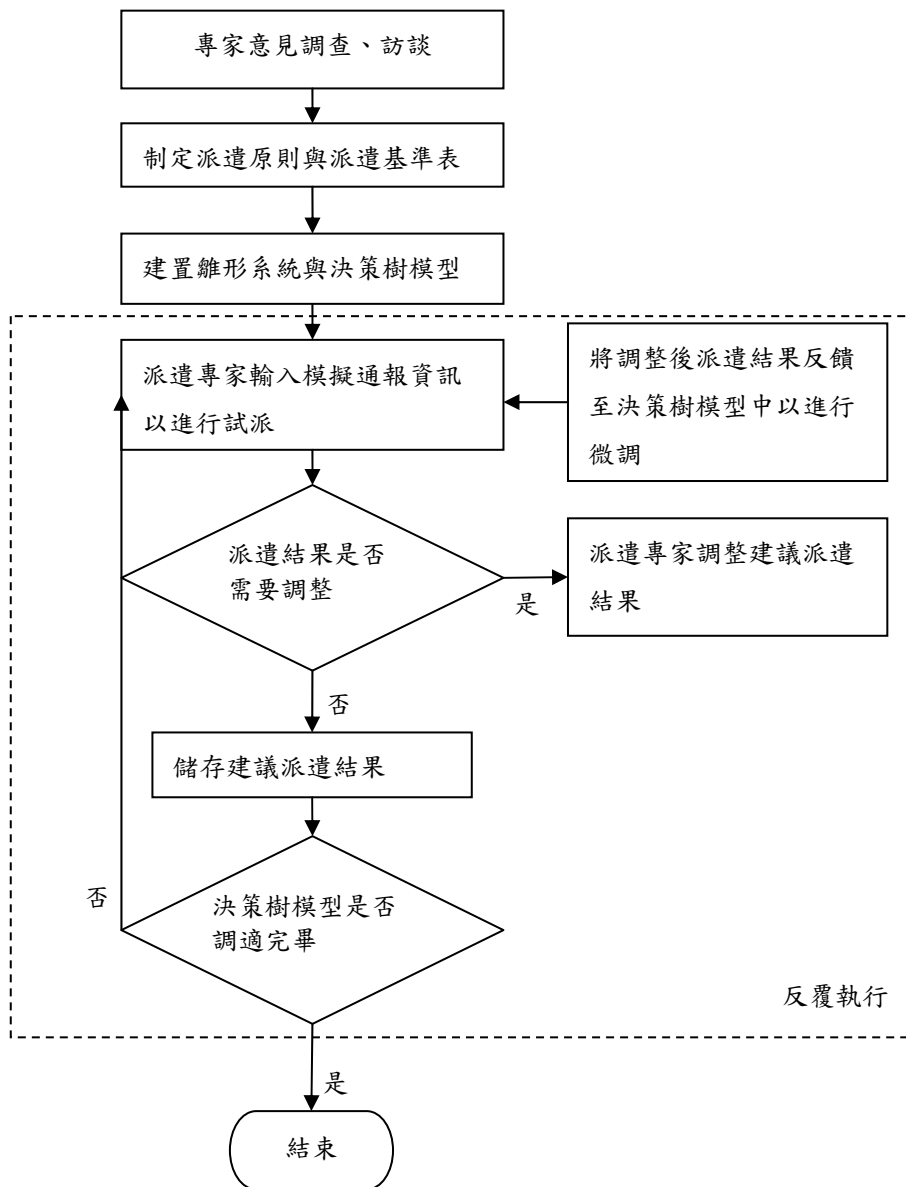 專家意見調查、訪談
制定派遣原則與派遣基準表
建置雛形系統與決策樹模型
派遣專家輸入模擬通報資訊
以進行試派
將調整後派遣結果反饋
至決策樹模型中以進行
微調
派遣結果是否
需要調整
是
派遣專家調整建議派遣
結果
否
儲存建議派遣結果
決策樹模型是否
調適完畢
否
反覆執行
是
結束